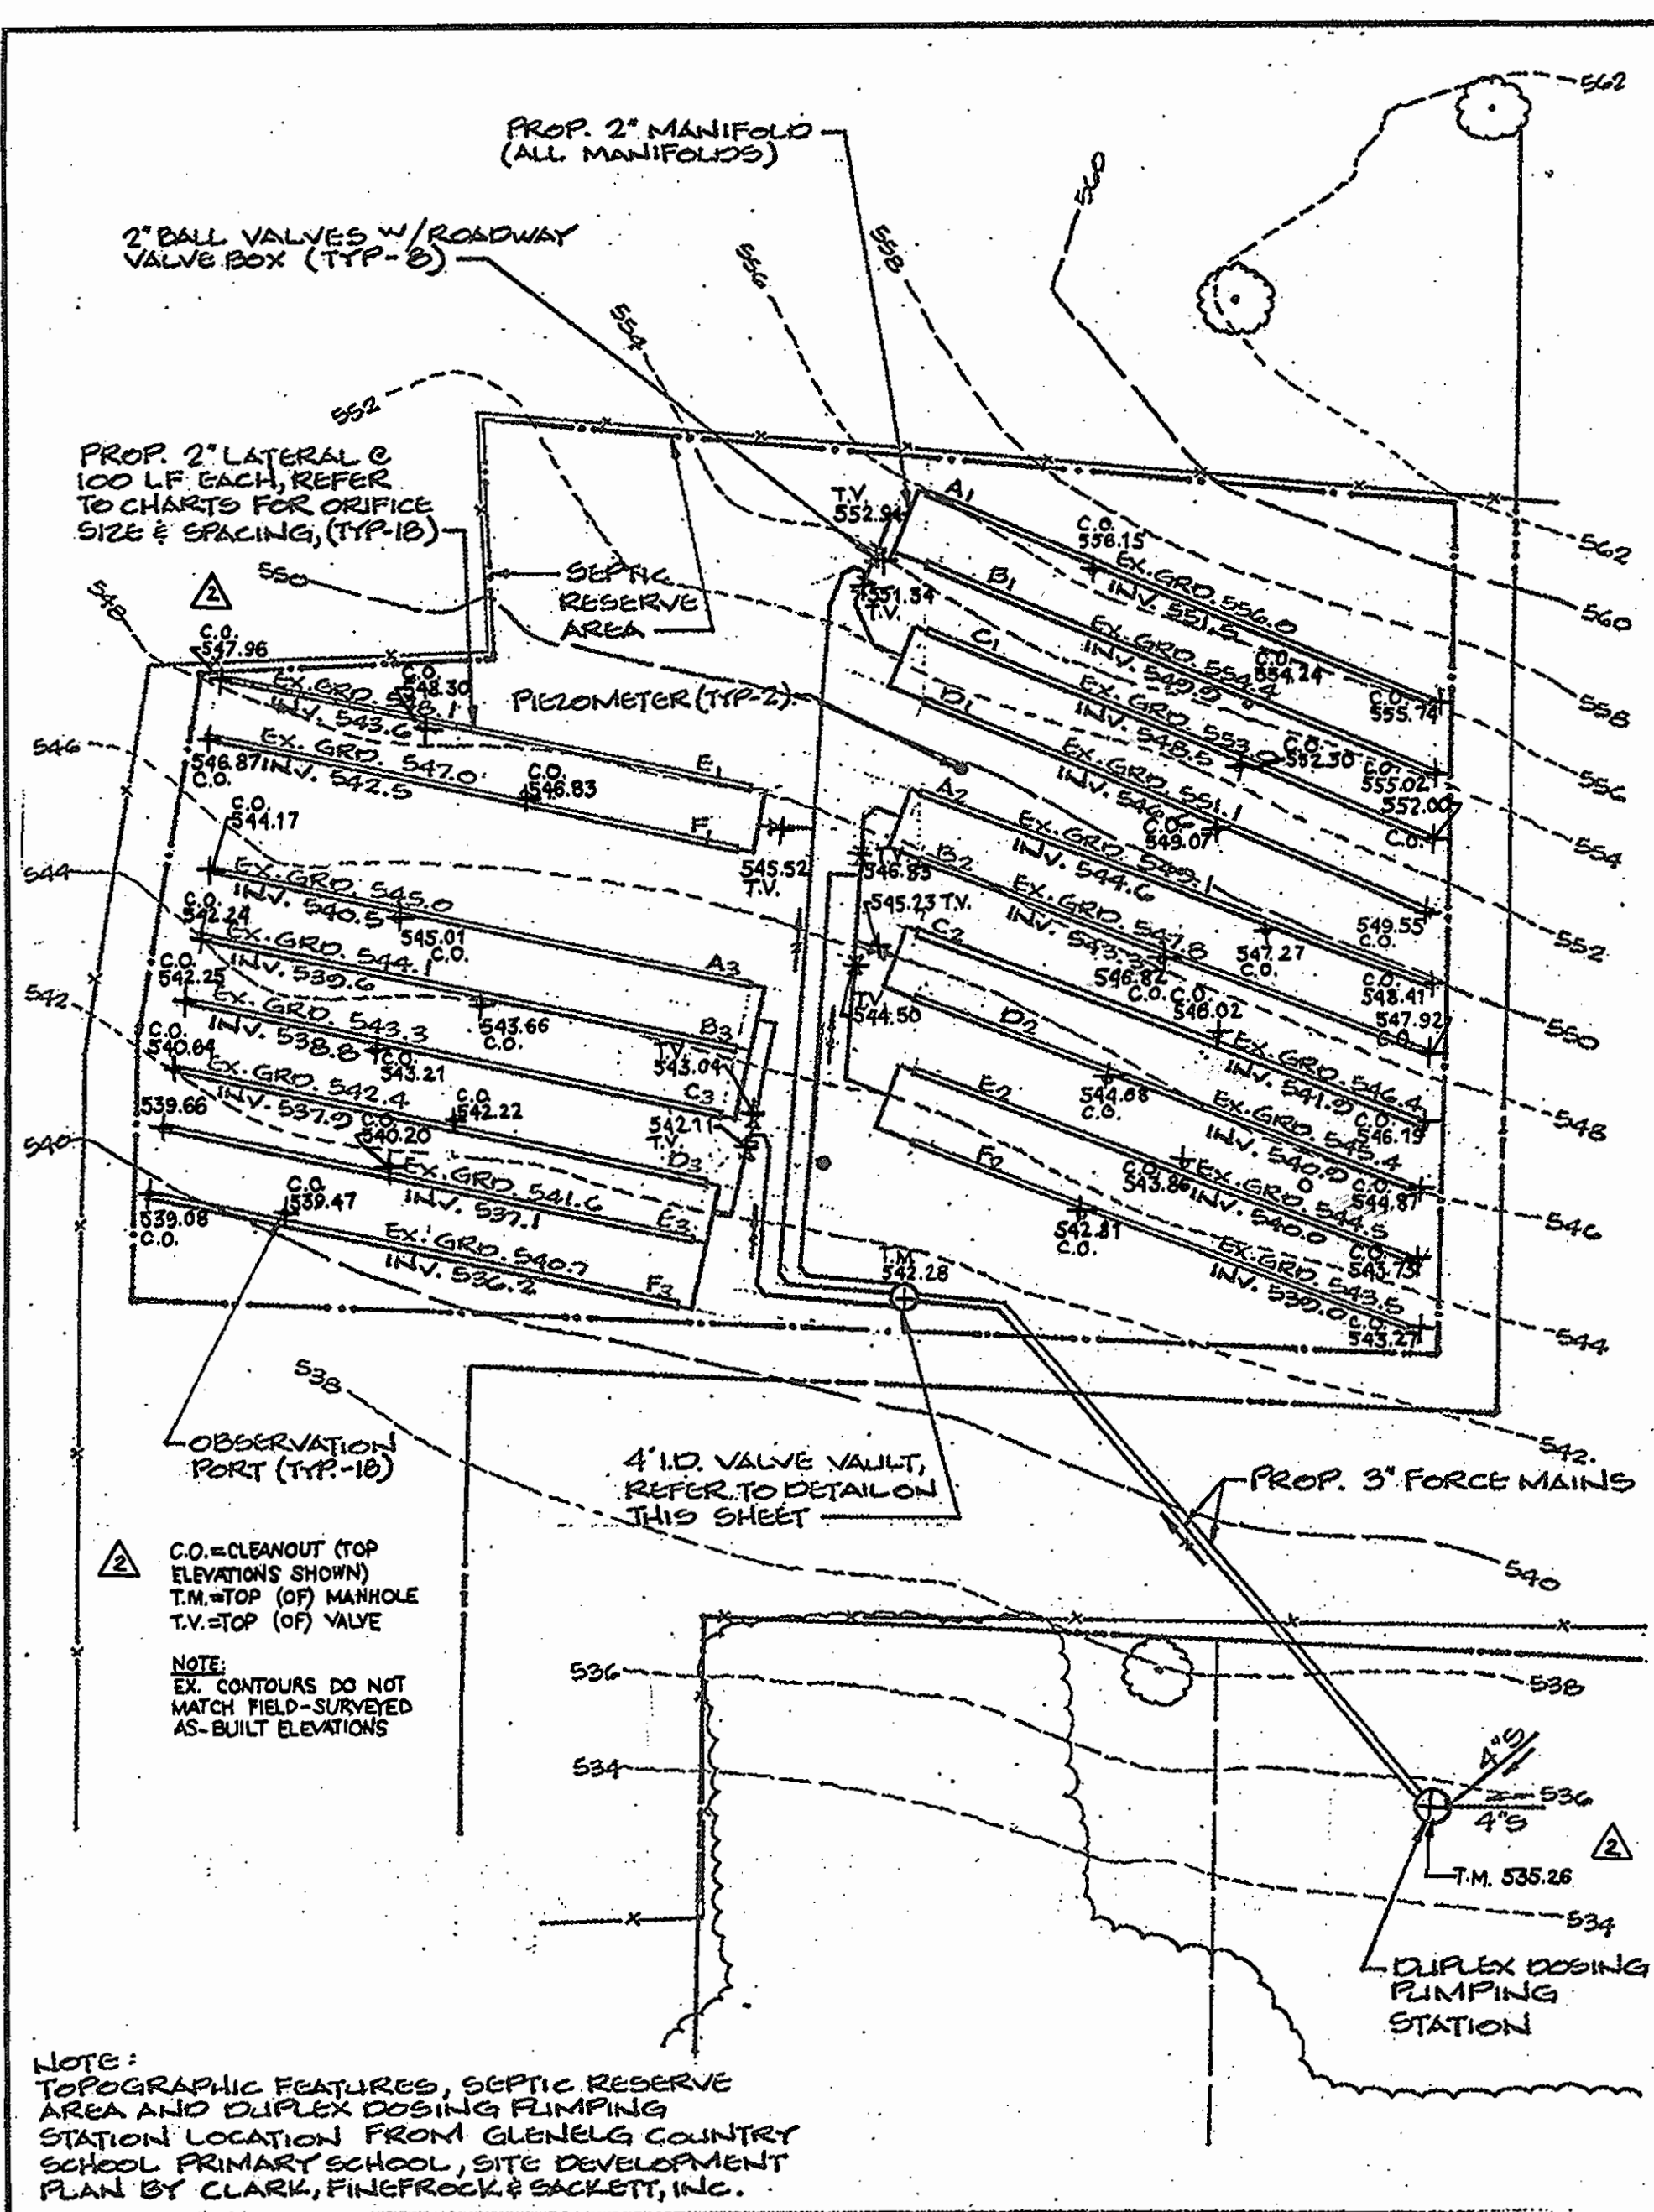 562
PROP. 2" MANIFOLD
(ALL MANIFOLDS)
560
2" BALL VALVES W/ROADWAY
VALVE BOX (TYP-8)
556
558
554
552
PROP. 2" LATERAL @
100 LF EACH, REFER
TO CHARTS FOR ORIFICE
SIZE & SPACING, (TYP-18)
SEPTIC
RESERVE
AREA
550
548
2
T.V.
552.94
551.34
T.V.
A1
C.O.
556.15
EX. GRD. 556.0
INV. 551.5
562
B1
EX. GRD. 554.4
INV. 549.9
C.O.
554.24
560
C1
EX. GRD. 553.0
INV. 548.5
C.O.
552.30
C.O.
555.74
558
D1
EX. GRD. 551.1
C.O.
549.07
C.O.
555.02
552.00
C.O.
556
C.O.
547.96
C.O.
548.30
EX. GRD.
INV. 543.6
E1
PIEZOMETER (TYP-2)
546
EX. GRD. 547.0
INV. 542.5
546.87
C.O.
C.O.
546.83
F1
545.52
T.V.
T.V.
546.83
A2
EX. GRD. 549.1
INV. 544.6
549.55
C.O.
554
C.O.
544.17
544
EX. GRD. 545.0
INV. 540.5
545.01
C.O.
A3
545.23 T.V.
B2
EX. GRD. 547.8
INV. 543.3
547.27
C.O.
C.O.
548.41
552
C.O.
542.24
EX. GRD. 544.1
INV. 539.6
543.66
C.O.
B3
T.V.
544.50
C2
546.82
C.O.
C.O.
546.02
EX. GRD. 546.4
INV. 541.9
547.92
C.O.
550
542
C.O.
542.25
EX. GRD. 543.3
INV. 538.8
C.O.
543.21
C3
T.V.
543.04
D2
544.68
C.O.
EX. GRD. 545.4
INV. 540.9
C.O.
546.19
548
C.O.
540.64
EX. GRD. 542.4
INV. 537.9
C.O.
542.22
D3
542.11
T.V.
E2
C.O.
543.86
EX. GRD. 544.5
INV. 540.0
C.O.
544.87
546
539.66
540
C.O.
540.20
EX. GRD. 541.6
INV. 537.1
E3
F2
542.81
C.O.
EX. GRD. 543.5
INV. 539.0
C.O.
543.75
544
539.08
C.O.
C.O.
539.47
EX. GRD. 540.7
INV. 536.2
F3
T.M.
542.28
C.O.
543.27
538
542
OBSERVATION
PORT (TYP.-18)
4' I.D. VALVE VAULT,
REFER TO DETAIL ON
THIS SHEET
PROP. 3" FORCE MAINS
540
2
C.O.=CLEANOUT (TOP
ELEVATIONS SHOWN)
T.M.=TOP (OF) MANHOLE
T.V.=TOP (OF) VALVE
NOTE:
EX. CONTOURS DO NOT
MATCH FIELD-SURVEYED
AS-BUILT ELEVATIONS
536
538
534
4"S
536
4"S
2
T.M. 535.26
534
DUPLEX DOSING
PUMPING
STATION
NOTE:
TOPOGRAPHIC FEATURES, SEPTIC RESERVE
AREA AND DUPLEX DOSING PUMPING
STATION LOCATION FROM GLENELG COUNTRY
SCHOOL PRIMARY SCHOOL, SITE DEVELOPMENT
PLAN BY CLARK, FINEFROCK & SACKETT, INC.